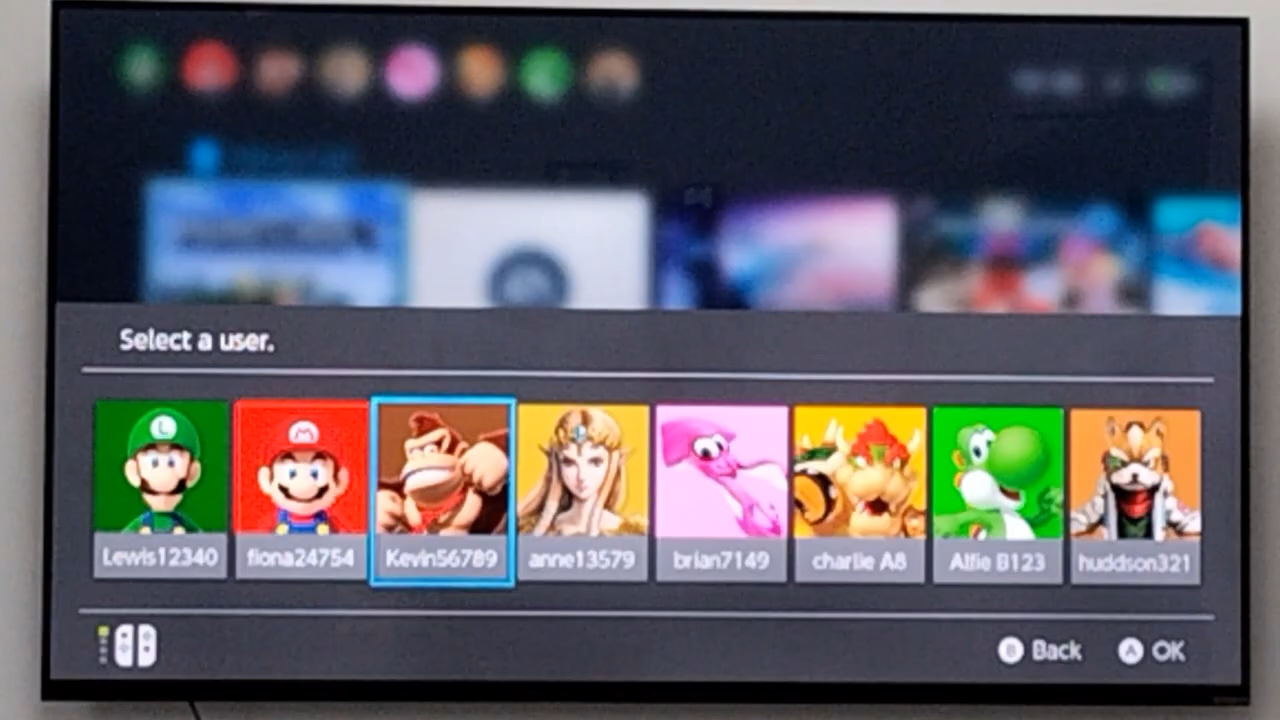 Select a user.
Lewis12340 fiona24754 Kevin56789 anne13579 brian7149 charlie A8 Alfie B123 huddson321
B Back A OK